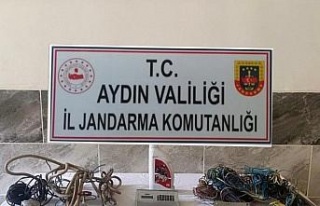 T.C.
AYDIN VALİLİĞİ
İL JANDARMA KOMUTANLIĞI